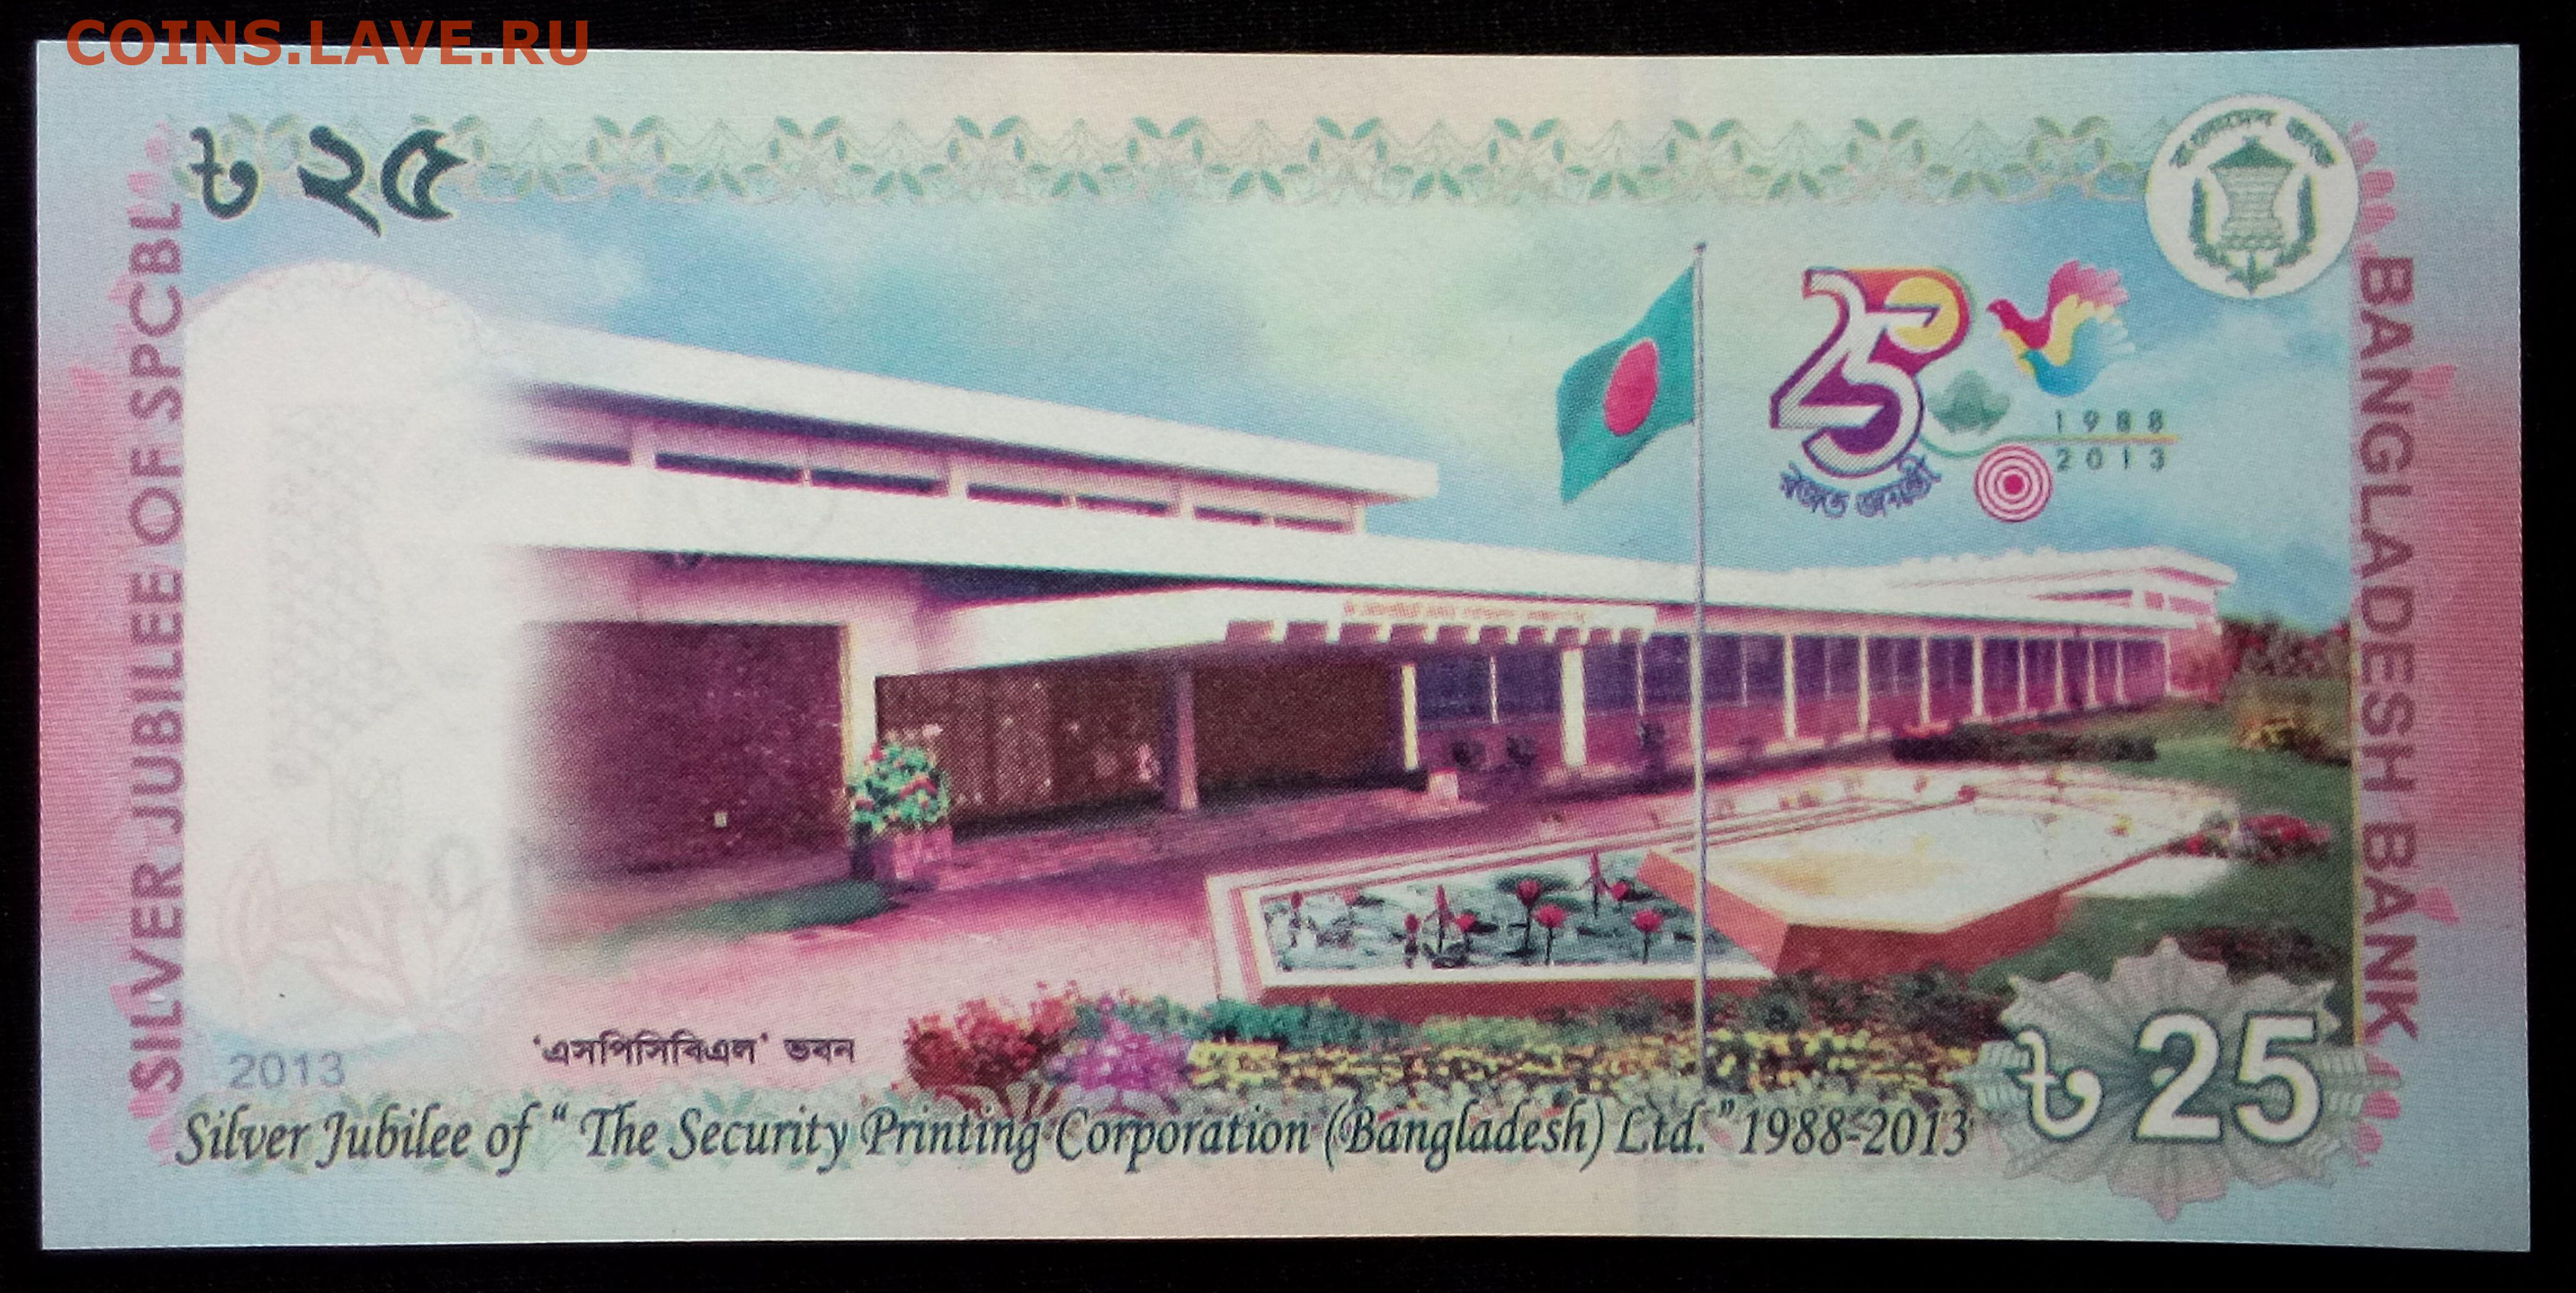 COINS.LAVE.RU
৳ ২৫
বাংলাদেশ ব্যাংক
SILVER JUBILEE OF SPCBL
25
1988
2013
রজত জয়ন্তী
BANGLADESH BANK
2013
‘এসপিসিবিএল’ ভবন
Silver Jubilee of “ The Security Printing Corporation (Bangladesh) Ltd.” 1988-2013
৳ 25